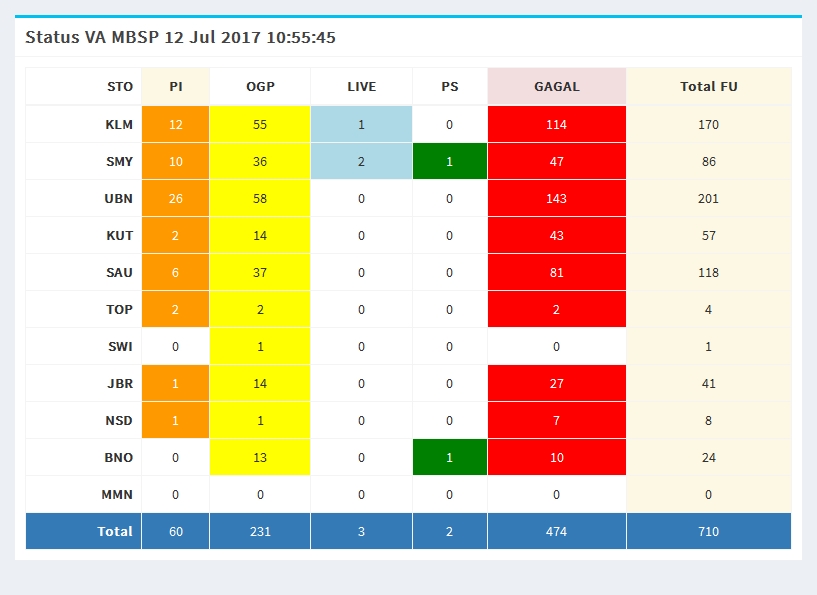 Status VA MBSP 12 Jul 2017 10:55:45
STO PI OGP LIVE PS GAGAL Total FU
KLM 12 55 1 0 114 170
SMY 10 36 2 1 47 86
UBN 26 58 0 0 143 201
KUT 2 14 0 0 43 57
SAU 6 37 0 0 81 118
TOP 2 2 0 0 2 4
SWI 0 1 0 0 0 1
JBR 1 14 0 0 27 41
NSD 1 1 0 0 7 8
BNO 0 13 0 1 10 24
MMN 0 0 0 0 0 0
Total 60 231 3 2 474 710